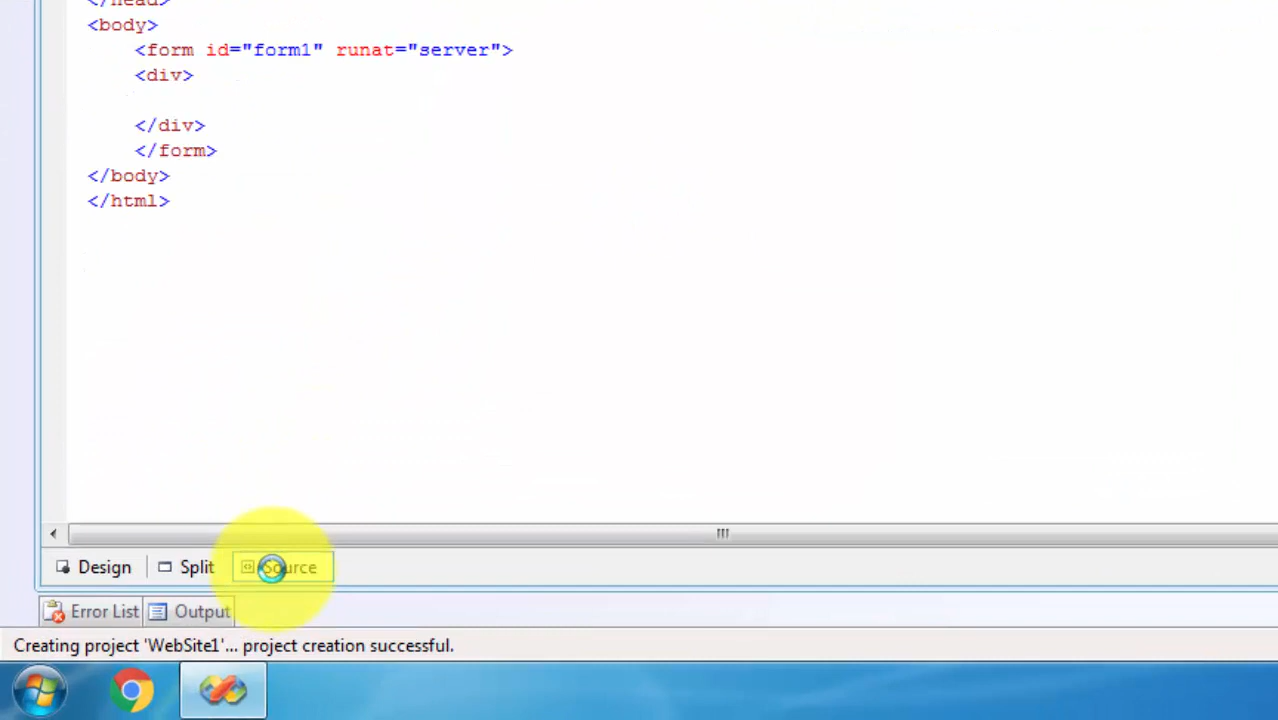 </head>
<body>
<form id="form1" runat="server">
<div>
</div>
</form>
</body>
</html>
Design Split Source
Error List Output
Creating project 'WebSite1'... project creation successful.